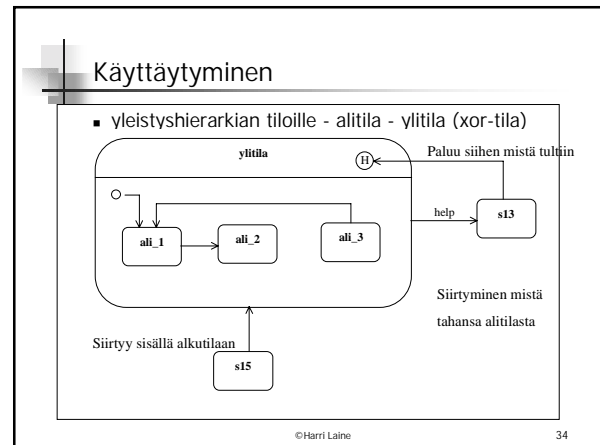 Käyttäytyminen
yleistyshierarkian tiloille - alitila - ylitila (xor-tila)
ylitila
H
Paluu siihen mistä tultiin
help
s13
ali_1
ali_2
ali_3
Siirtyminen mistä
tahansa alitilasta
Siirtyy sisällä alkutilaan
s15
©Harri Laine
34